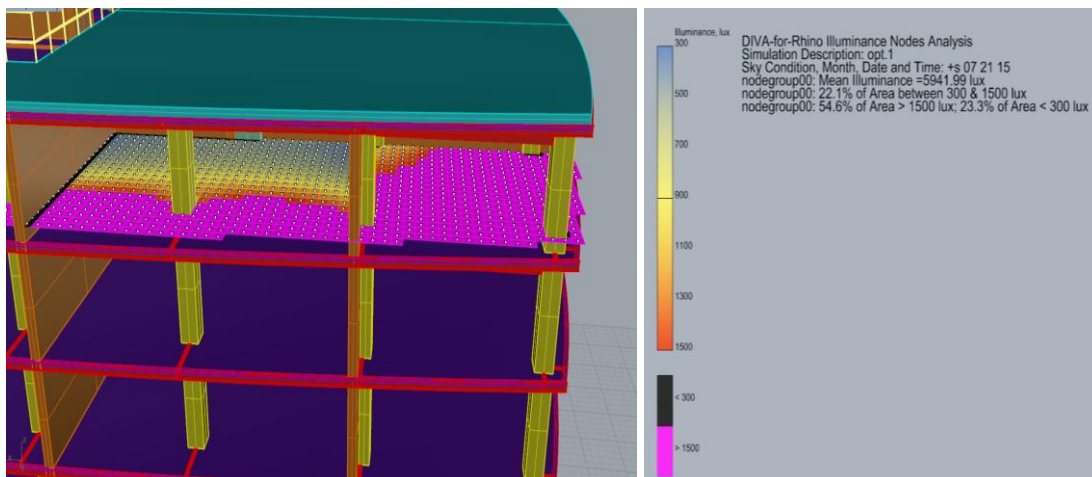 Illuminance, lux
300
500
700
900
1100
1300
1500
< 300
> 1500
DIVA-for-Rhino Illuminance Nodes Analysis
Simulation Description: opt.1
Sky Condition, Month, Date and Time: +s 07 21 15
nodegroup00: Mean Illuminance =5941.99 lux
nodegroup00: 22.1% of Area between 300 & 1500 lux
nodegroup00: 54.6% of Area > 1500 lux; 23.3% of Area < 300 lux